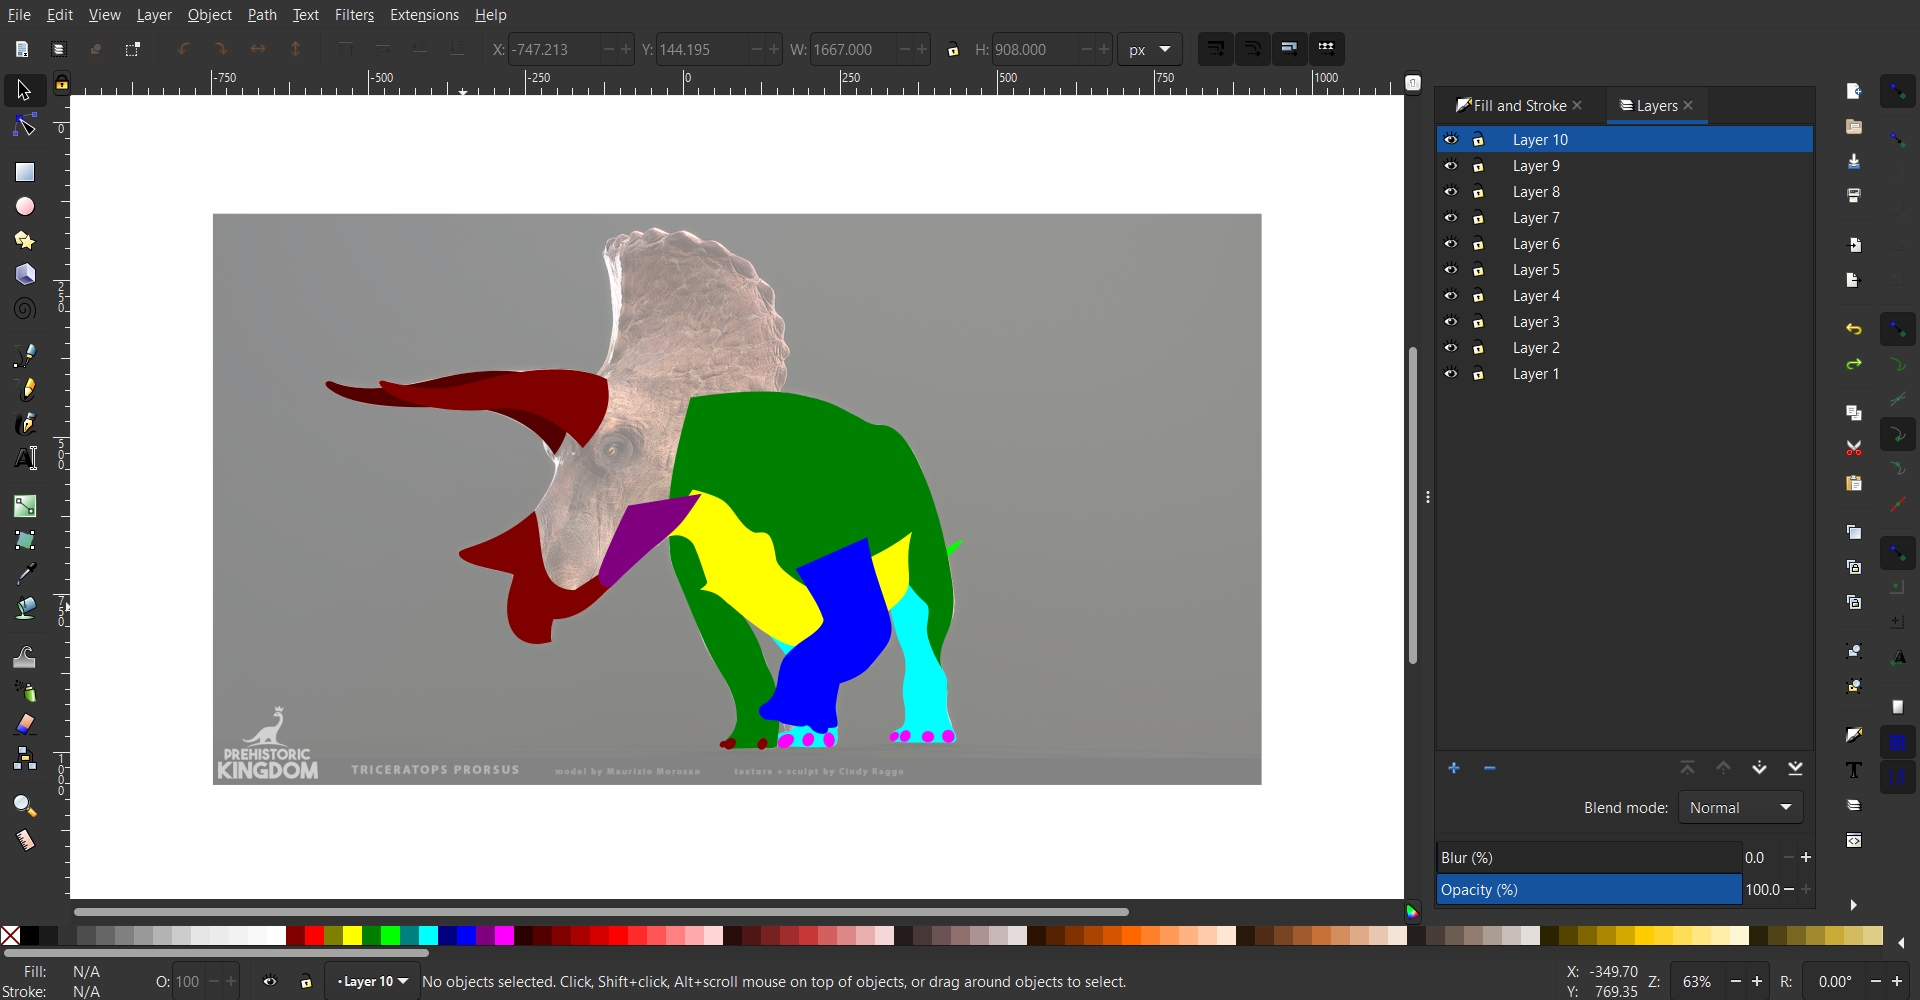 File Edit View Layer Object Path Text Filters Extensions Help
X: -747.213 Y: 144.195 W: 1667.000 H: 908.000 px
-750 -500 -250 0 250 500 750 1000
0
250
500
750
1000
Fill and Stroke Layers
Layer 10
Layer 9
Layer 8
Layer 7
Layer 6
Layer 5
Layer 4
Layer 3
Layer 2
Layer 1
PREHISTORIC
KINGDOM
TRICERATOPS PRORSUS model by Maurizio Morosan texture + sculpt by Cindy Raggo
Blend mode: Normal
Blur (%) 0.0
Opacity (%) 100.0
Fill: N/A
Stroke: N/A
O: 100
Layer 10
No objects selected. Click, Shift+click, Alt+scroll mouse on top of objects, or drag around objects to select.
X: -349.70
Y: 769.35
Z: 63% R: 0.00°